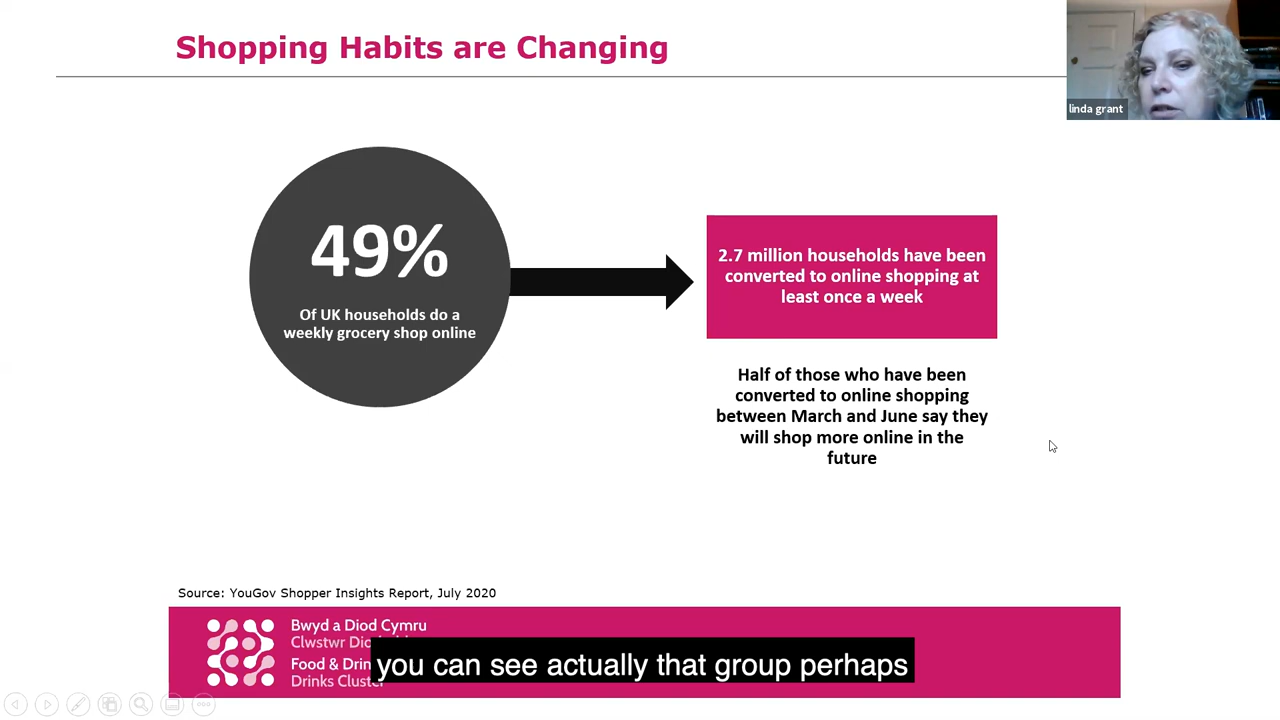 Shopping Habits are Changing
linda grant
49%
Of UK households do a
weekly grocery shop online
2.7 million households have been
converted to online shopping at
least once a week
Half of those who have been
converted to online shopping
between March and June say they
will shop more online in the
future
Source: YouGov Shopper Insights Report, July 2020
Bwyd a Diod Cymru
Clwstwr
Food &
Drinks Cluster
you can see actually that group perhaps